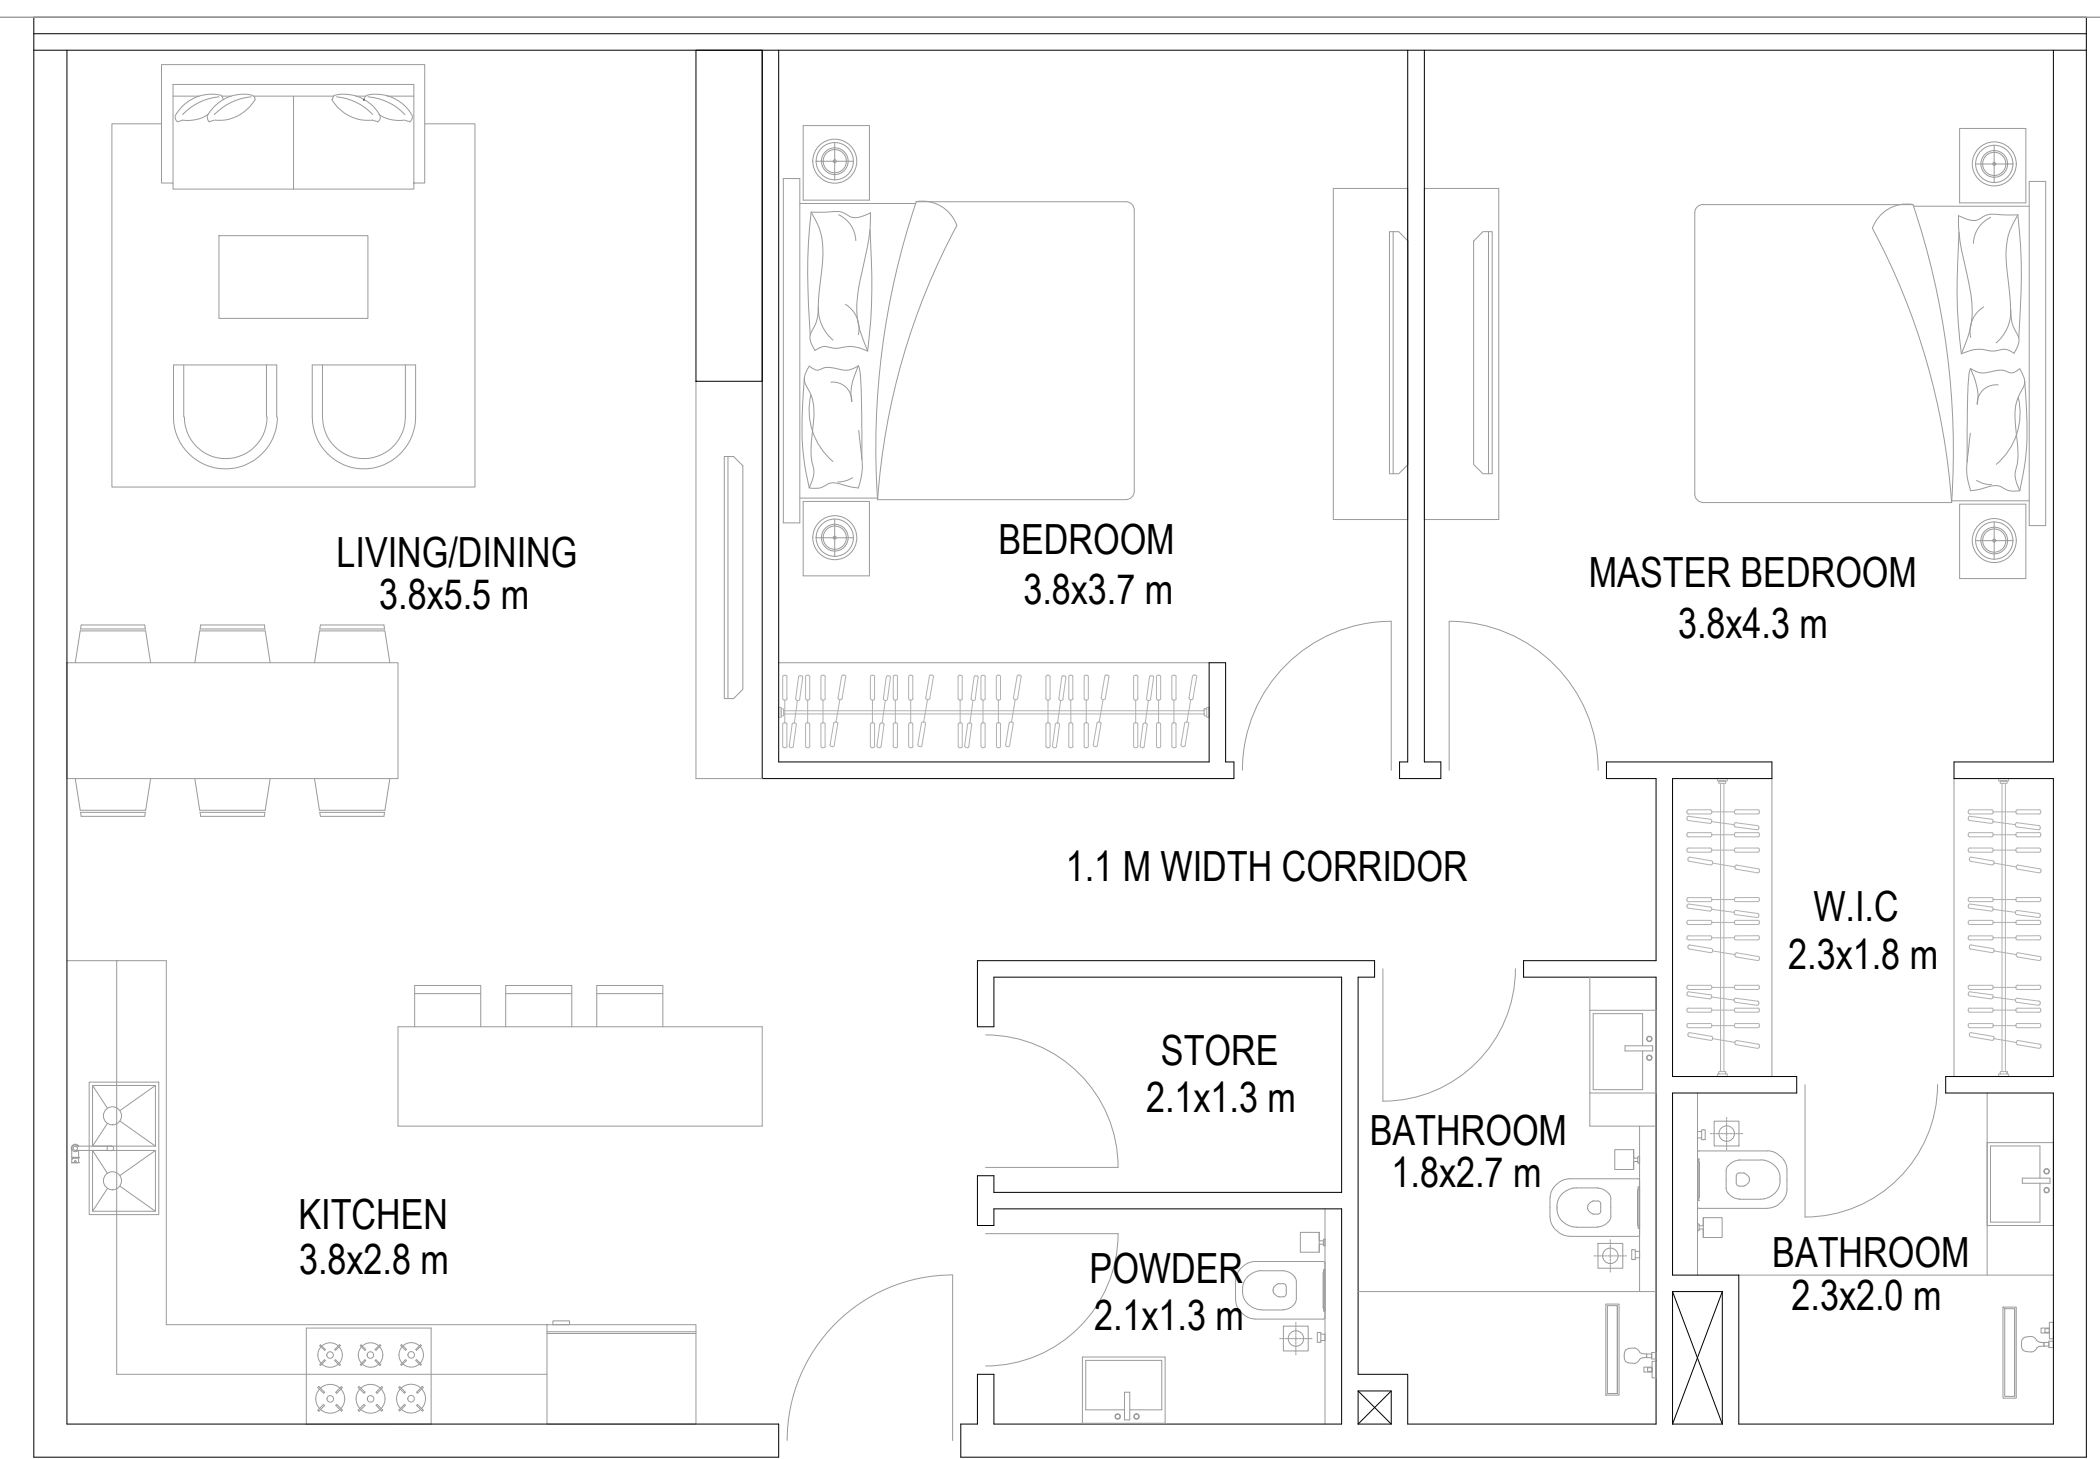 LIVING/DINING
3.8x5.5 m
BEDROOM
3.8x3.7 m
MASTER BEDROOM
3.8x4.3 m
1.1 M WIDTH CORRIDOR
W.I.C
2.3x1.8 m
STORE
2.1x1.3 m
BATHROOM
1.8x2.7 m
KITCHEN
3.8x2.8 m
POWDER
2.1x1.3 m
BATHROOM
2.3x2.0 m